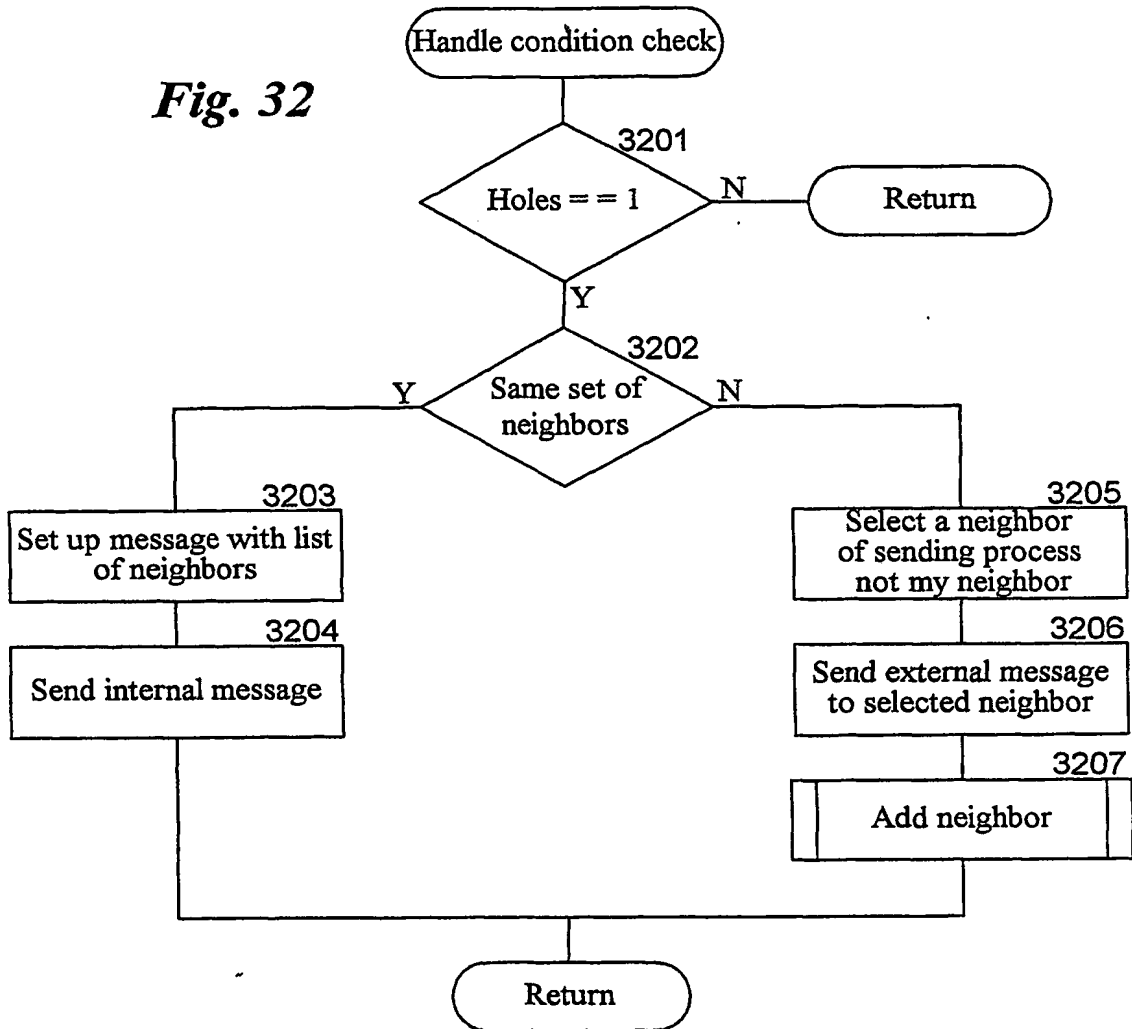 Handle condition check
Fig. 32
3201
Holes = = 1
N
Return
Y
3202
Same set of
neighbors
Y
N
3203
Set up message with list
of neighbors
3204
Send internal message
3205
Select a neighbor
of sending process
not my neighbor
3206
Send external message
to selected neighbor
3207
Add neighbor
Return